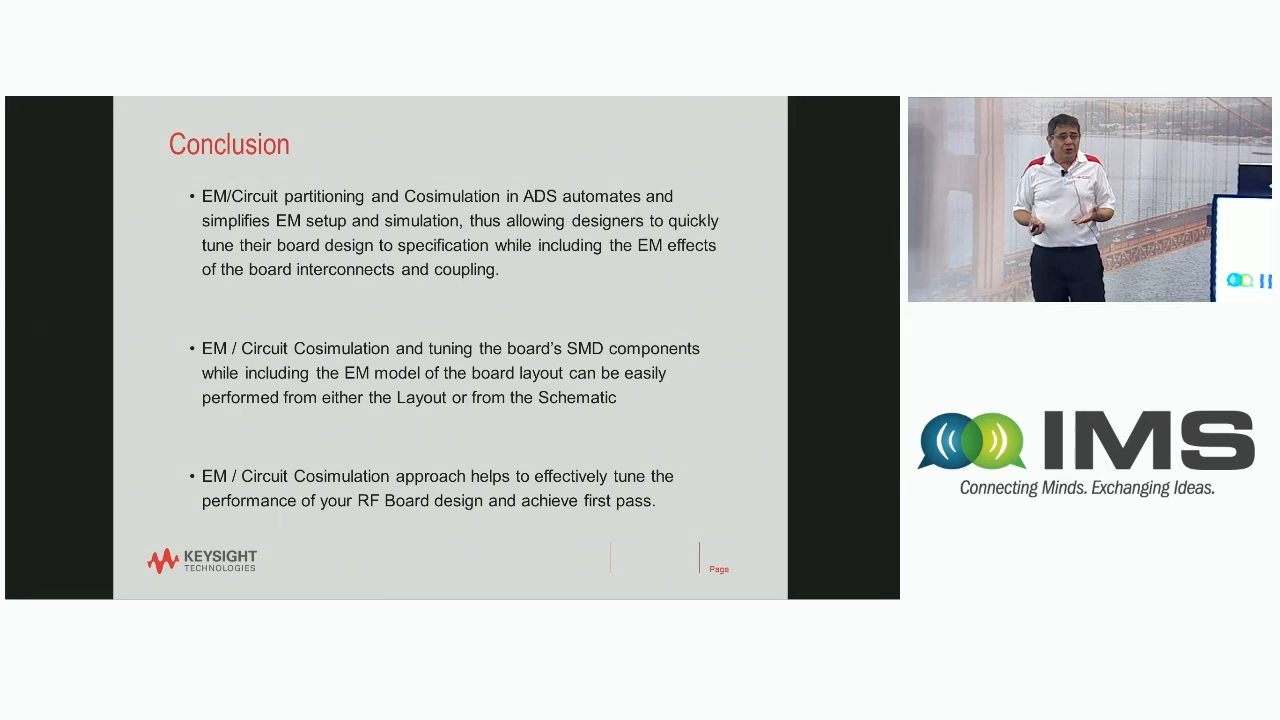 Conclusion
• EM/Circuit partitioning and Cosimulation in ADS automates and
simplifies EM setup and simulation, thus allowing designers to quickly
tune their board design to specification while including the EM effects
of the board interconnects and coupling.
• EM / Circuit Cosimulation and tuning the board's SMD components
while including the EM model of the board layout can be easily
performed from either the Layout or from the Schematic
• EM / Circuit Cosimulation approach helps to effectively tune the
performance of your RF Board design and achieve first pass.
KEYSIGHT
TECHNOLOGIES
Page
IMS
Connecting Minds. Exchanging Ideas.